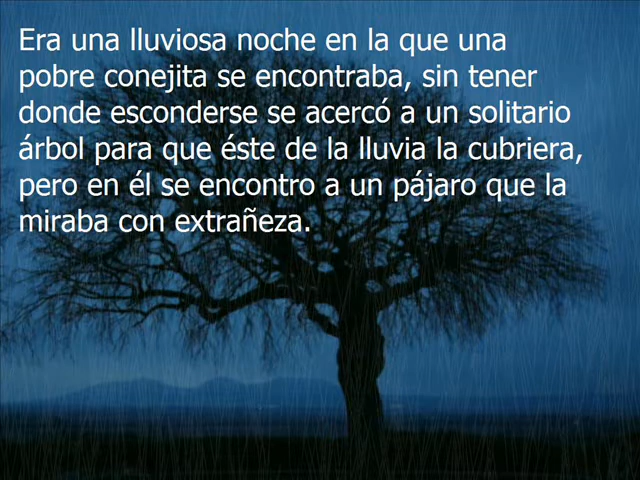 Era una lluviosa noche en la que una
pobre conejita se encontraba, sin tener
donde esconderse se acercó a un solitario
árbol para que éste de la lluvia la cubriera,
pero en él se encontro a un pájaro que la
miraba con extrañeza.